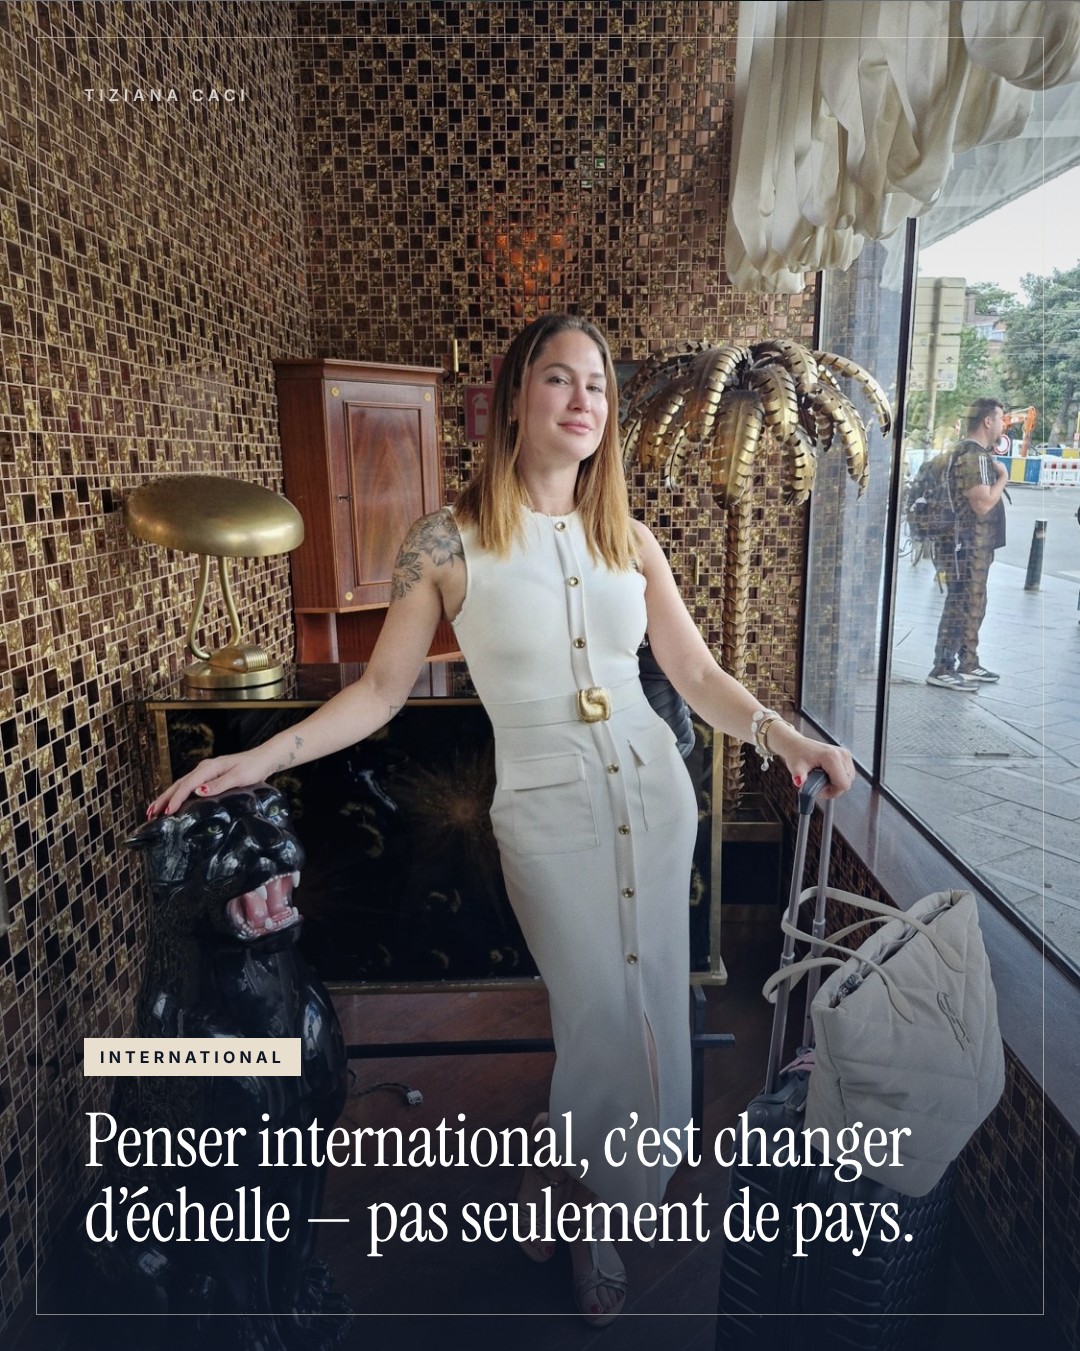 TIZIANA CACI
INTERNATIONAL
Penser international, c’est changer
d’échelle — pas seulement de pays.